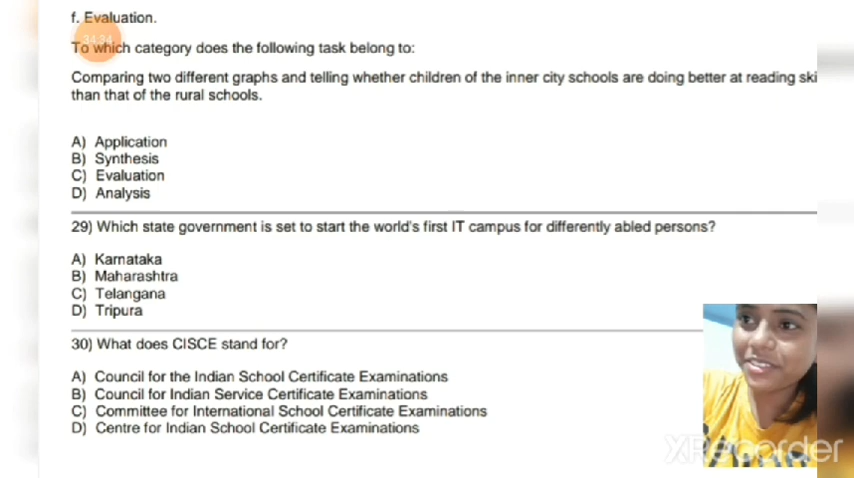 f. Evaluation.
34:34
To which category does the following task belong to:
Comparing two different graphs and telling whether children of the inner city schools are doing better at reading ski
than that of the rural schools.
A) Application
B) Synthesis
C) Evaluation
D) Analysis
29) Which state government is set to start the world's first IT campus for differently abled persons?
A) Karnataka
B) Maharashtra
C) Telangana
D) Tripura
30) What does CISCE stand for?
A) Council for the Indian School Certificate Examinations
B) Council for Indian Service Certificate Examinations
C) Committee for International School Certificate Examinations
D) Centre for Indian School Certificate Examinations
XRecorder